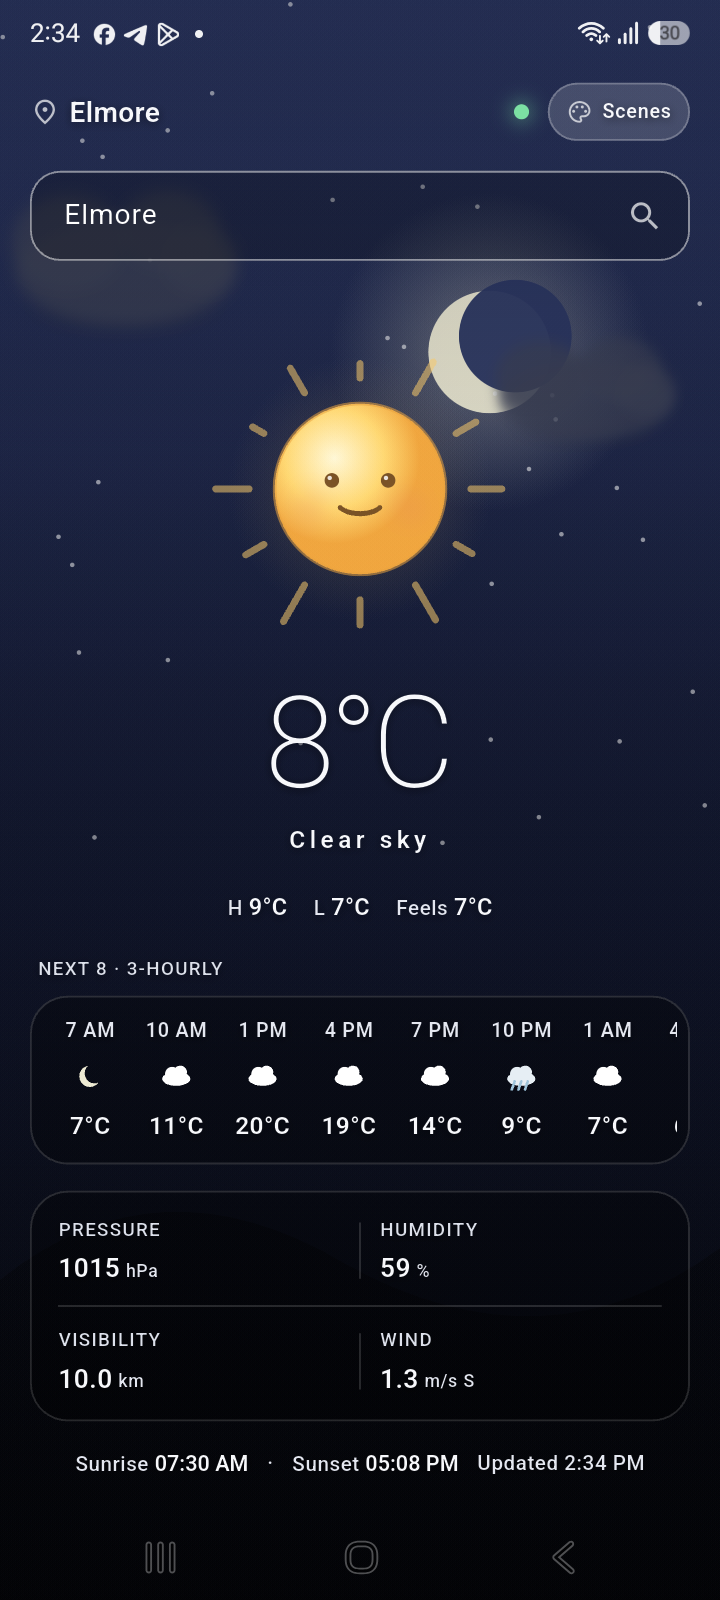 2:34
30
Elmore
Scenes
Elmore
8°C
Clear sky
H 9°C L 7°C Feels 7°C
NEXT 8 · 3-HOURLY
7 AM 10 AM 1 PM 4 PM 7 PM 10 PM 1 AM 4
7°C 11°C 20°C 19°C 14°C 9°C 7°C
PRESSURE HUMIDITY
1015 hPa 59 %
VISIBILITY WIND
10.0 km 1.3 m/s S
Sunrise 07:30 AM · Sunset 05:08 PM Updated 2:34 PM